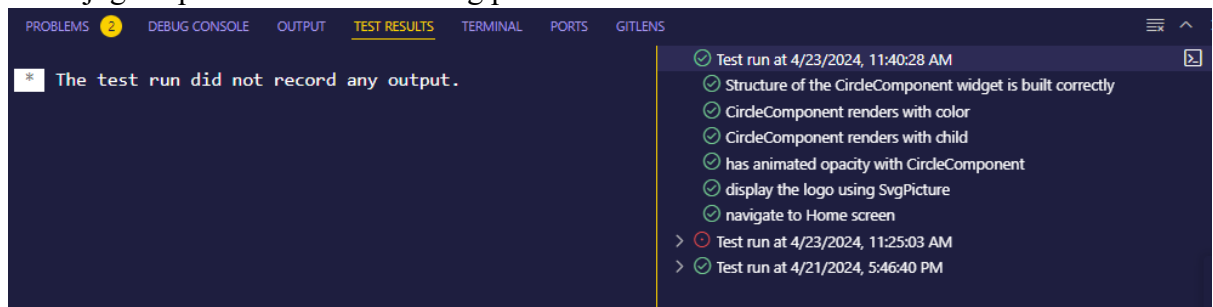 PROBLEMS 2 DEBUG CONSOLE OUTPUT TEST RESULTS TERMINAL PORTS GITLENS
* The test run did not record any output.
Test run at 4/23/2024, 11:40:28 AM
Structure of the CircleComponent widget is built correctly
CircleComponent renders with color
CircleComponent renders with child
has animated opacity with CircleComponent
display the logo using SvgPicture
navigate to Home screen
Test run at 4/23/2024, 11:25:03 AM
Test run at 4/21/2024, 5:46:40 PM